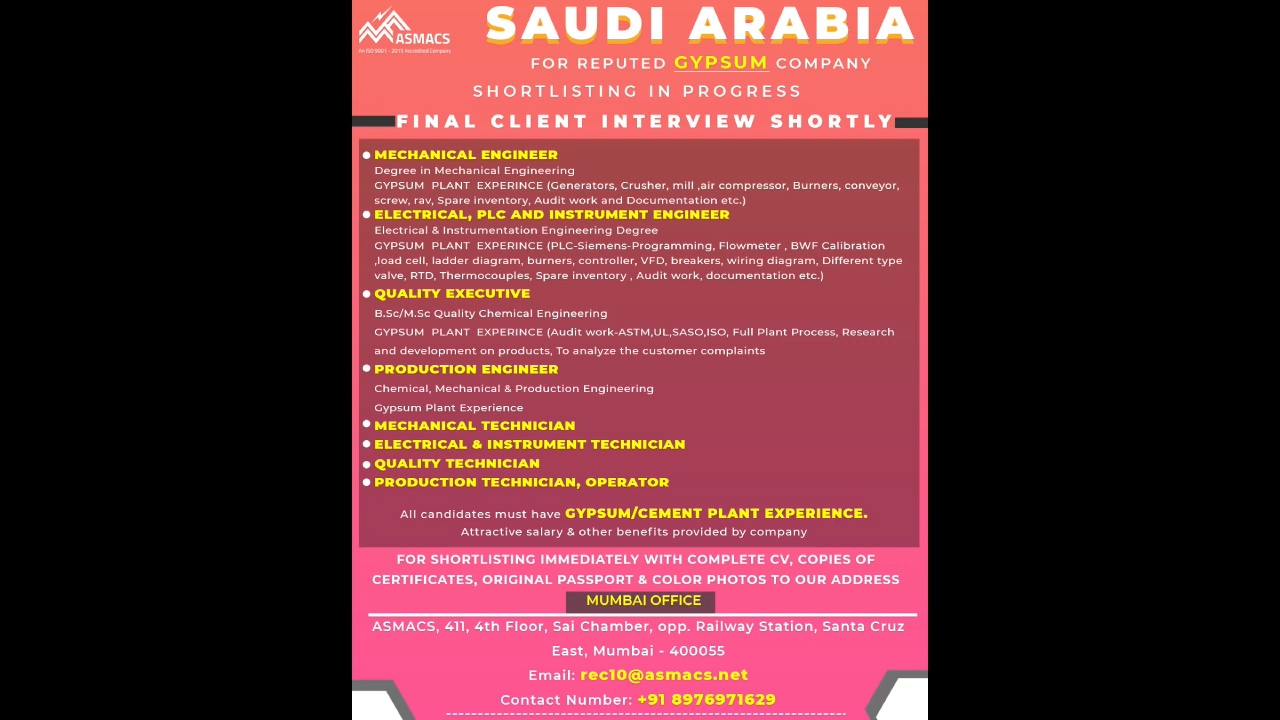 ASMACS
An ISO 9001 - 2015 Accredited Company
SAUDI ARABIA
FOR REPUTED GYPSUM COMPANY
SHORTLISTING IN PROGRESS
FINAL CLIENT INTERVIEW SHORTLY
MECHANICAL ENGINEER
Degree in Mechanical Engineering
GYPSUM PLANT EXPERINCE (Generators, Crusher, mill ,air compressor, Burners, conveyor,
screw, rav, Spare inventory, Audit work and Documentation etc.)
ELECTRICAL, PLC AND INSTRUMENT ENGINEER
Electrical & Instrumentation Engineering Degree
GYPSUM PLANT EXPERINCE (PLC-Siemens-Programming, Flowmeter , BWF Calibration
,load cell, ladder diagram, burners, controller, VFD, breakers, wiring diagram, Different type
valve, RTD, Thermocouples, Spare inventory , Audit work, documentation etc.)
QUALITY EXECUTIVE
B.Sc/M.Sc Quality Chemical Engineering
GYPSUM PLANT EXPERINCE (Audit work-ASTM,UL,SASO,ISO, Full Plant Process, Research
and development on products, To analyze the customer complaints
PRODUCTION ENGINEER
Chemical, Mechanical & Production Engineering
Gypsum Plant Experience
MECHANICAL TECHNICIAN
ELECTRICAL & INSTRUMENT TECHNICIAN
QUALITY TECHNICIAN
PRODUCTION TECHNICIAN, OPERATOR
All candidates must have GYPSUM/CEMENT PLANT EXPERIENCE.
Attractive salary & other benefits provided by company
FOR SHORTLISTING IMMEDIATELY WITH COMPLETE CV, COPIES OF
CERTIFICATES, ORIGINAL PASSPORT & COLOR PHOTOS TO OUR ADDRESS
MUMBAI OFFICE
ASMACS, 411, 4th Floor, Sai Chamber, opp. Railway Station, Santa Cruz
East, Mumbai - 400055
Email: rec10@asmacs.net
Contact Number: +91 8976971629